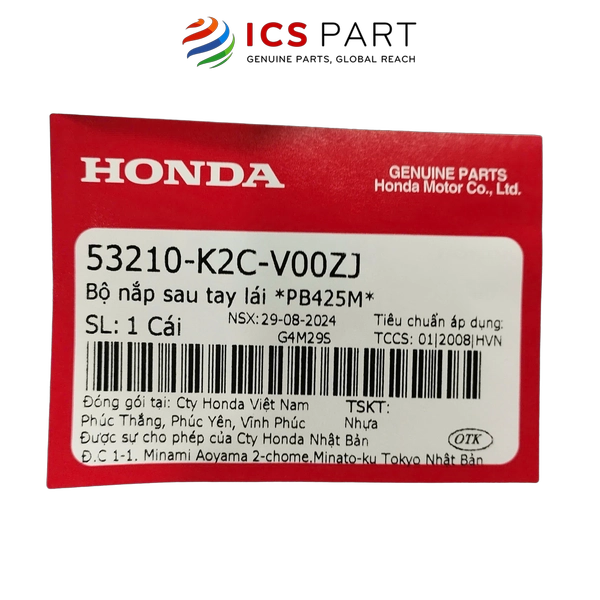 ICS PART
GENUINE PARTS, GLOBAL REACH
HONDA
GENUINE PARTS
Honda Motor Co., Ltd.
53210-K2C-V00ZJ
Bộ nắp sau tay lái *PB425M*
SL: 1 Cái
NSX:29-08-2024
G4M29S
Tiêu chuẩn áp dụng:
TCCS: 01|2008|HVN
Đóng gói tại: Cty Honda Việt Nam
Phúc Thắng, Phúc Yên, Vĩnh Phúc
TSKT:
Nhựa
Được sự cho phép của Cty Honda Nhật Bản
OTK
Đ.C 1-1. Minami Aoyama 2-chome,Minato-ku Tokyo Nhật Bản